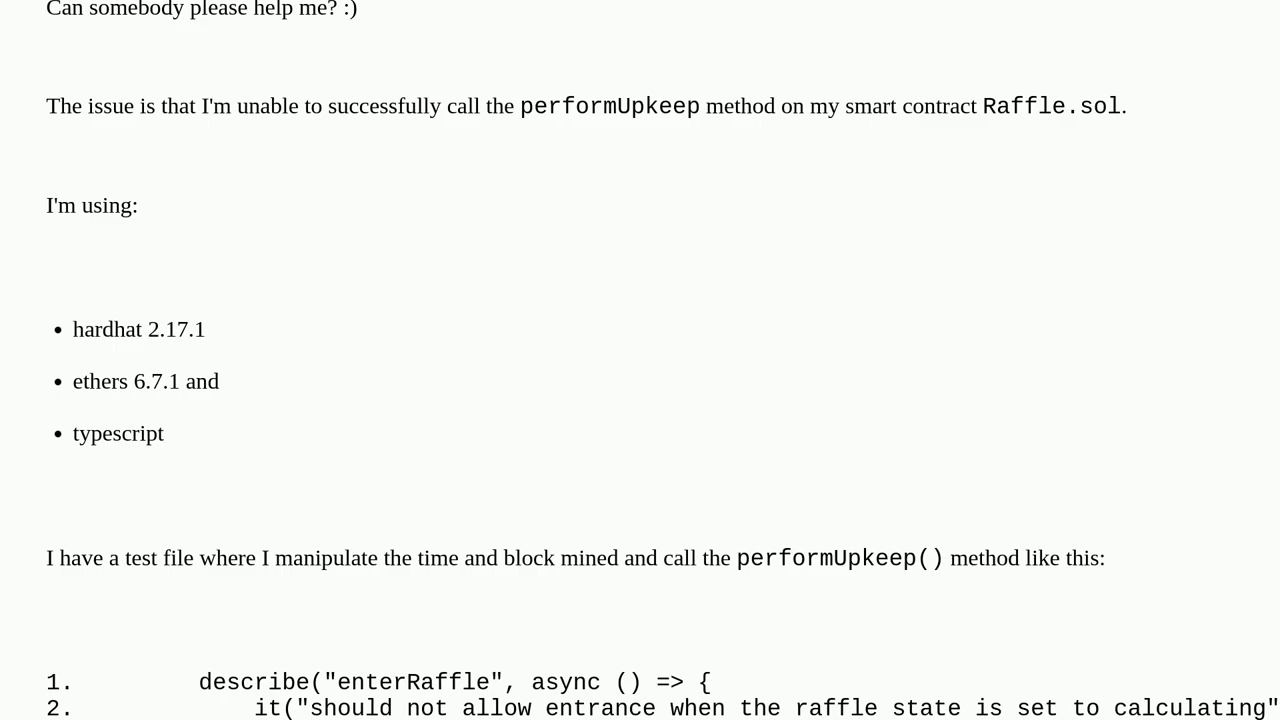 Can somebody please help me? :)
The issue is that I'm unable to successfully call the performUpkeep method on my smart contract Raffle.sol.
I'm using:
• hardhat 2.17.1
• ethers 6.7.1 and
• typescript
I have a test file where I manipulate the time and block mined and call the performUpkeep() method like this:
1. describe("enterRaffle", async () => {
2. it("should not allow entrance when the raffle state is set to calculating"